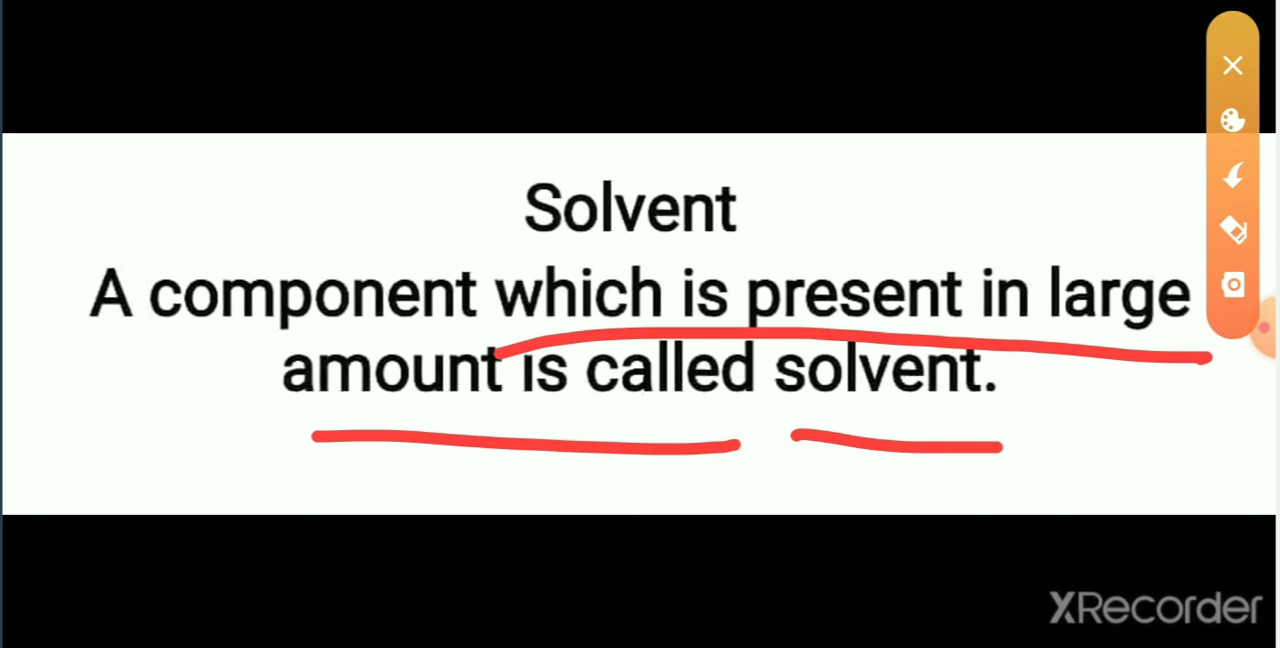 Solvent
A component which is present in large
amount is called solvent.
XRecorder